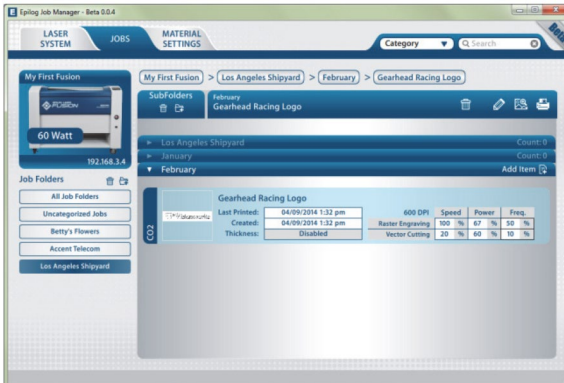 Epilog Job Manager - Beta 0.0.4
LASER SYSTEM
JOBS
MATERIAL SETTINGS
Category
Search
Beta
My First Fusion
FUSION
60 Watt
192.168.3.4
Job Folders
All Job Folders
Uncategorized Jobs
Betty's Flowers
Accent Telecom
Los Angeles Shipyard
My First Fusion > Los Angeles Shipyard > February > Gearhead Racing Logo
SubFolders
February
Gearhead Racing Logo
Los Angeles Shipyard Count: 0
January Count: 0
February Add Item
CO2
Gearhead Racing Logo
Last Printed: 04/09/2014 1:32 pm
Created: 04/09/2014 1:32 pm
Thickness: Disabled
600 DPI Speed Power Freq.
Raster Engraving 100 % 67 % 50 %
Vector Cutting 20 % 60 % 10 %